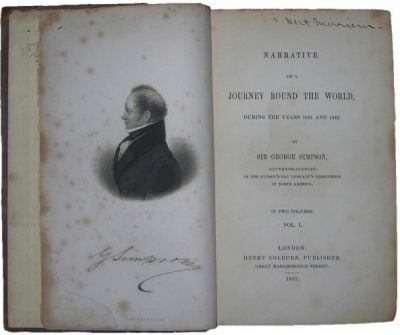 G Simpson
NARRATIVE
OF A
JOURNEY ROUND THE WORLD,
DURING THE YEARS 1841 AND 1842.
BY
SIR GEORGE SIMPSON,
GOVERNOR-IN-CHIEF
OF THE HUDSON'S BAY COMPANY'S TERRITORIES
IN NORTH AMERICA.
IN TWO VOLUMES.
VOL. I.
LONDON:
HENRY COLBURN, PUBLISHER,
GREAT MARLBOROUGH STREET.